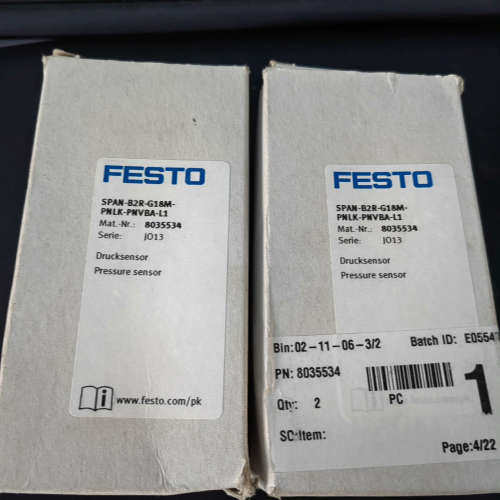 FESTO
SPAN-B2R-G18M-
PNLK-PNVBA-L1
Mat.-Nr.: 8035534
Serie: JO13
Drucksensor
Pressure sensor
www.festo.com/pk
FESTO
SPAN-B2R-G18M-
PNLK-PNVBA-L1
Mat.-Nr.: 8035534
Serie: JO13
Drucksensor
Pressure sensor
Bin:02-11-06-3/2 Batch ID: E0554
PN: 8035534
Qty: 2 PC 1
SC-Item:
Page:4/22